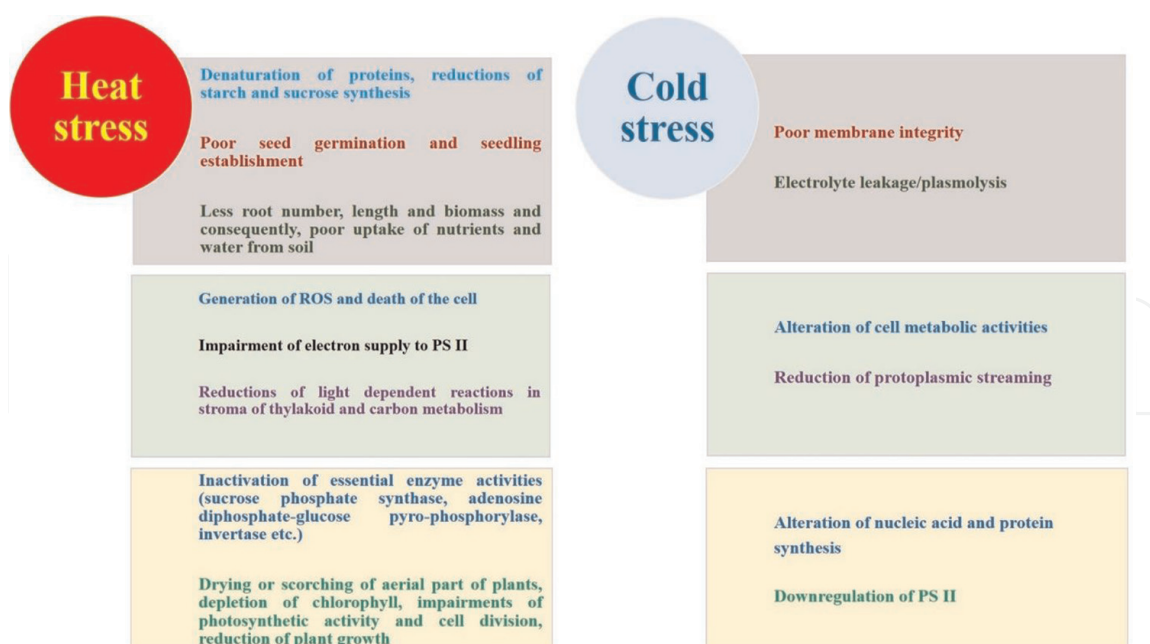 Heat
stress
Denaturation of proteins, reductions of
starch and sucrose synthesis
Poor seed germination and seedling
establishment
Less root number, length and biomass and
consequently, poor uptake of nutrients and
water from soil
Generation of ROS and death of the cell
Impairment of electron supply to PS II
Reductions of light dependent reactions in
stroma of thylakoid and carbon metabolism
Inactivation of essential enzyme activities
(sucrose phosphate synthase, adenosine
diphosphate-glucose pyro-phosphorylase,
invertase etc.)
Drying or scorching of aerial part of plants,
depletion of chlorophyll, impairments of
photosynthetic activity and cell division,
reduction of plant growth
Cold
stress
Poor membrane integrity
Electrolyte leakage/plasmolysis
Alteration of cell metabolic activities
Reduction of protoplasmic streaming
Alteration of nucleic acid and protein
synthesis
Downregulation of PS II